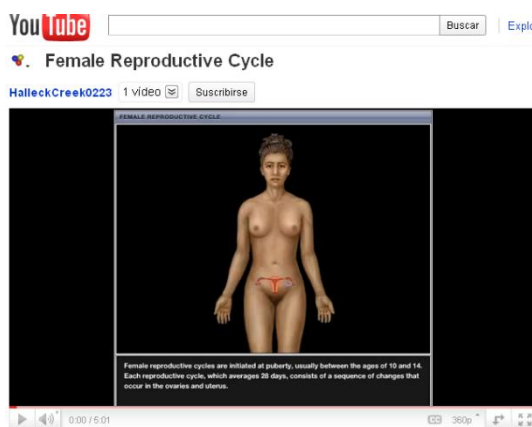 YouTube
Buscar
Explo
Female Reproductive Cycle
HalleckCreek0223 1 vídeo Suscribirse
FEMALE REPRODUCTIVE CYCLE
Female reproductive cycles are initiated at puberty, usually between the ages of 10 and 14.
Each reproductive cycle, which averages 28 days, consists of a sequence of changes that
occur in the ovaries and uterus.
0:00 / 5:01 CC 360p